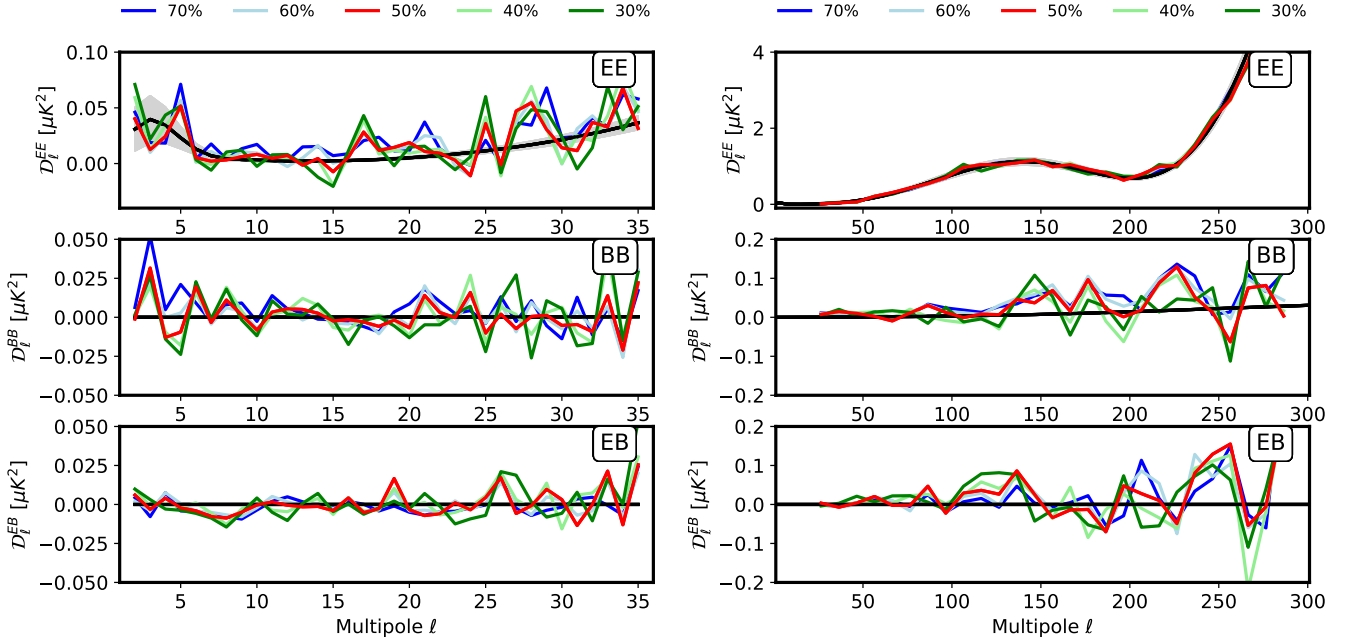 70% 60% 50% 40% 30%
70% 60% 50% 40% 30%
EE
0.10
0.05
0.00
𝒟ℓ^EE [μK²]
5 10 15 20 25 30 35
EE
4
2
0
𝒟ℓ^EE [μK²]
50 100 150 200 250 300
BB
0.050
0.025
0.000
−0.025
−0.050
𝒟ℓ^BB [μK²]
5 10 15 20 25 30 35
BB
0.2
0.1
0.0
−0.1
−0.2
𝒟ℓ^BB [μK²]
50 100 150 200 250 300
EB
0.050
0.025
0.000
−0.025
−0.050
𝒟ℓ^EB [μK²]
5 10 15 20 25 30 35
Multipole ℓ
EB
0.2
0.1
0.0
−0.1
−0.2
𝒟ℓ^EB [μK²]
50 100 150 200 250 300
Multipole ℓ